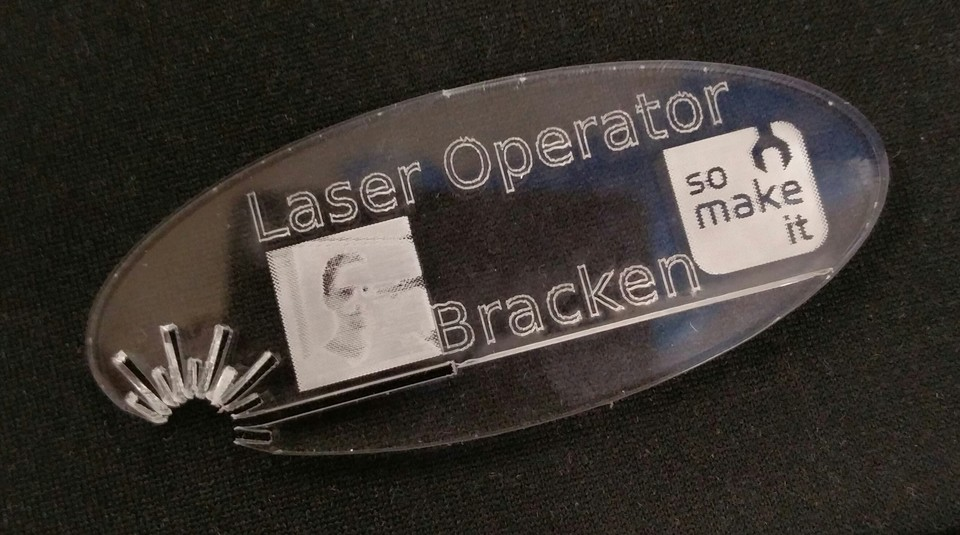 Laser Operator
so
make
it
Bracken